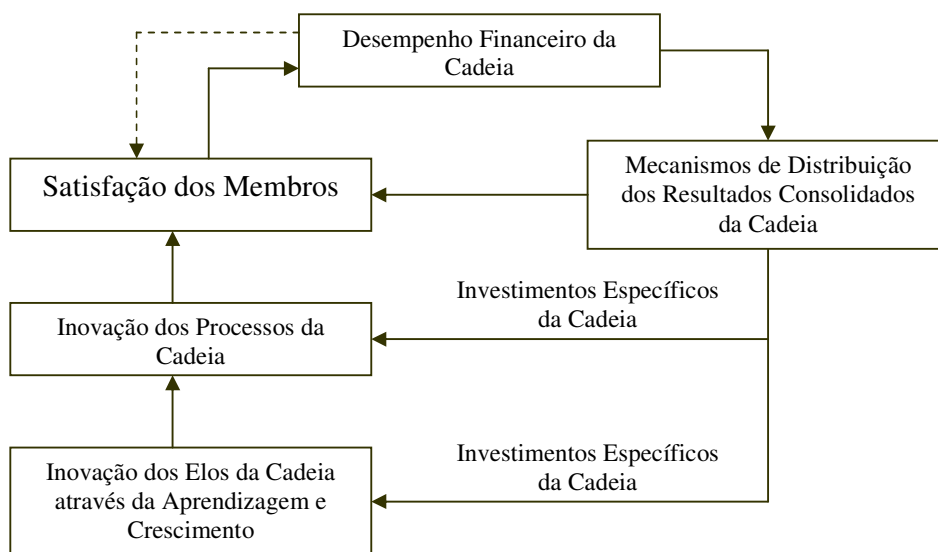 Desempenho Financeiro da
Cadeia
Satisfação dos Membros
Mecanismos de Distribuição
dos Resultados Consolidados
da Cadeia
Investimentos Específicos
da Cadeia
Inovação dos Processos da
Cadeia
Investimentos Específicos
da Cadeia
Inovação dos Elos da Cadeia
através da Aprendizagem e
Crescimento